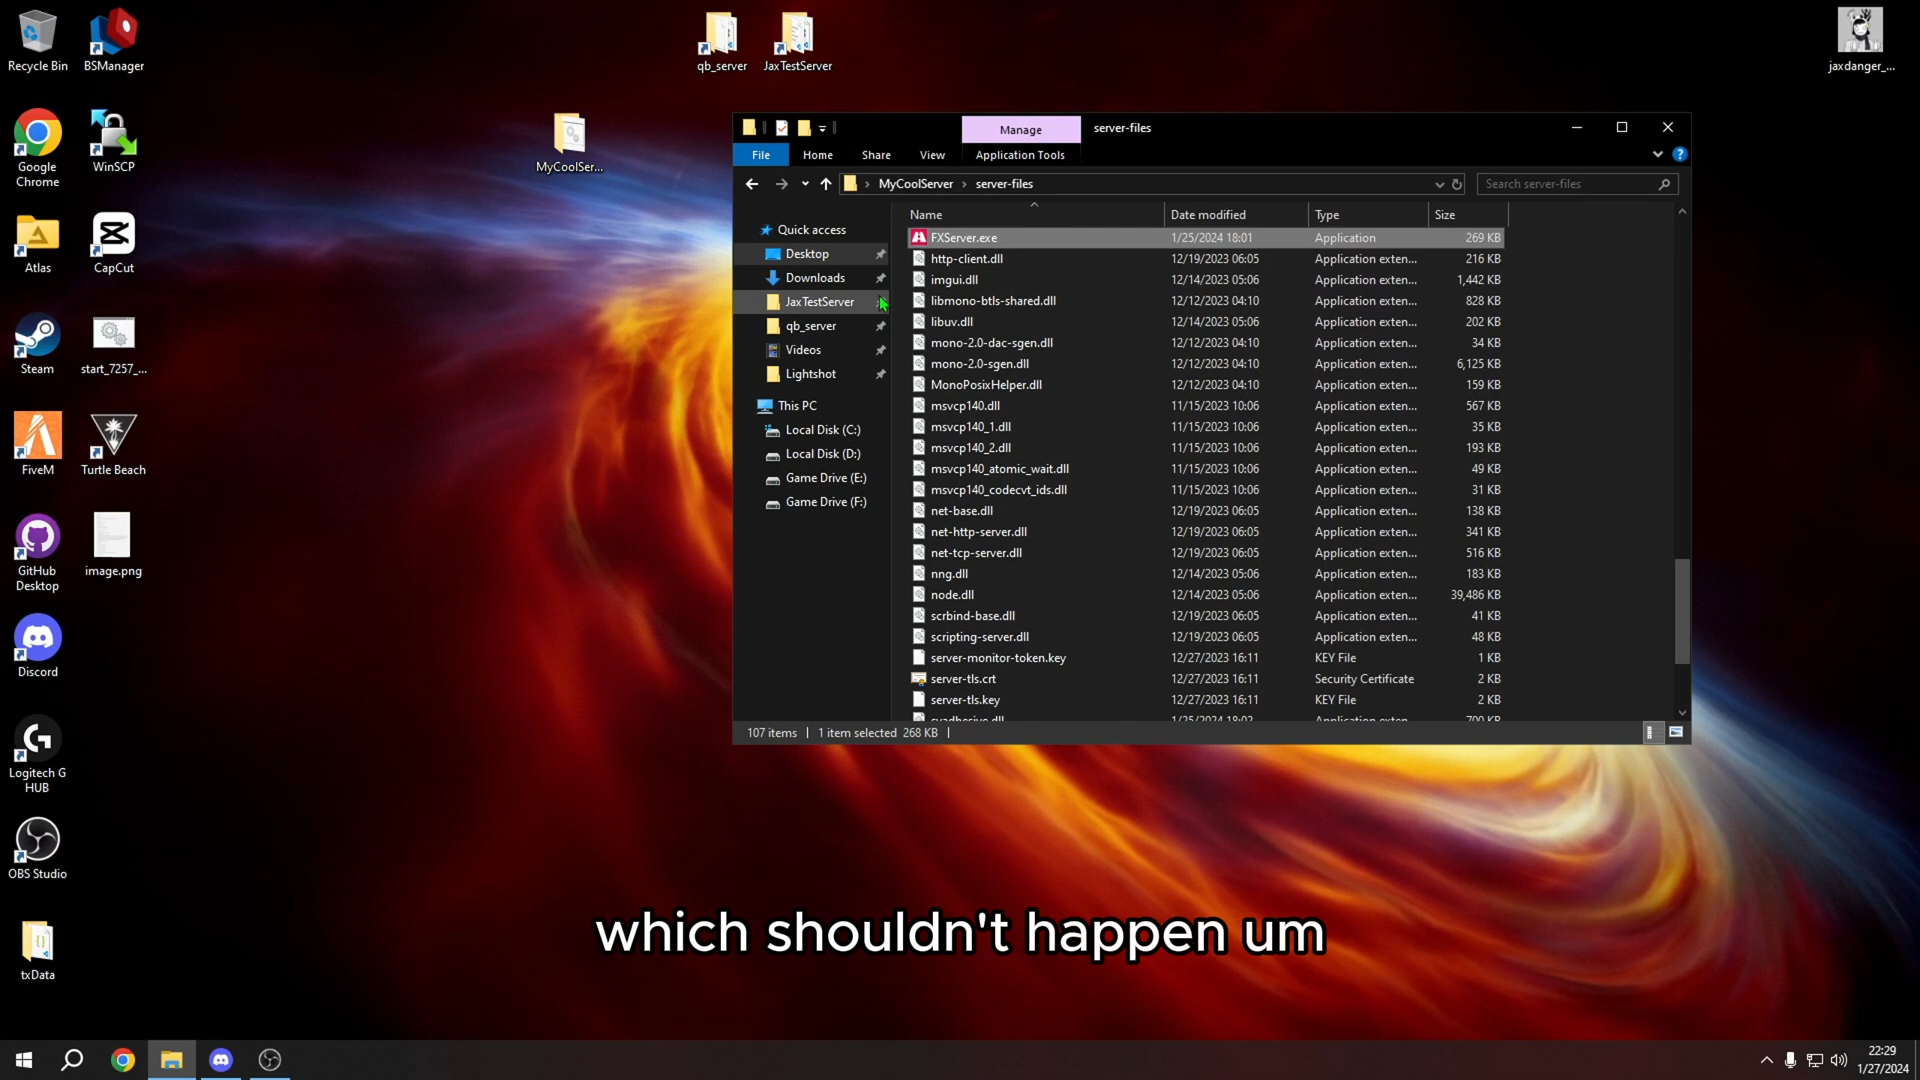 Recycle Bin
BSManager
Google
Chrome
WinSCP
Atlas
CapCut
Steam
start_7257_...
FiveM
Turtle Beach
GitHub
Desktop
image.png
Discord
Logitech G
HUB
OBS Studio
txData
qb_server
JaxTestServer
MyCoolSer...
jaxdanger_...
Manage
server-files
File
Home
Share
View
Application Tools
MyCoolServer
server-files
Search server-files
Quick access
Desktop
Downloads
JaxTestServer
qb_server
Videos
Lightshot
This PC
Local Disk (C:)
Local Disk (D:)
Game Drive (E:)
Game Drive (F:)
Name Date modified Type Size
FXServer.exe 1/25/2024 18:01 Application 269 KB
http-client.dll 12/19/2023 06:05 Application exten... 216 KB
imgui.dll 12/14/2023 05:06 Application exten... 1,442 KB
libmono-btls-shared.dll 12/12/2023 04:10 Application exten... 828 KB
libuv.dll 12/14/2023 05:06 Application exten... 202 KB
mono-2.0-dac-sgen.dll 12/12/2023 04:10 Application exten... 34 KB
mono-2.0-sgen.dll 12/12/2023 04:10 Application exten... 6,125 KB
MonoPosixHelper.dll 12/12/2023 04:10 Application exten... 159 KB
msvcp140.dll 11/15/2023 10:06 Application exten... 567 KB
msvcp140_1.dll 11/15/2023 10:06 Application exten... 35 KB
msvcp140_2.dll 11/15/2023 10:06 Application exten... 193 KB
msvcp140_atomic_wait.dll 11/15/2023 10:06 Application exten... 49 KB
msvcp140_codecvt_ids.dll 11/15/2023 10:06 Application exten... 31 KB
net-base.dll 12/19/2023 06:05 Application exten... 138 KB
net-http-server.dll 12/19/2023 06:05 Application exten... 341 KB
net-tcp-server.dll 12/19/2023 06:05 Application exten... 516 KB
nng.dll 12/14/2023 05:06 Application exten... 183 KB
node.dll 12/14/2023 05:06 Application exten... 39,486 KB
scrbind-base.dll 12/19/2023 06:05 Application exten... 41 KB
scripting-server.dll 12/19/2023 06:05 Application exten... 48 KB
server-monitor-token.key 12/27/2023 16:11 KEY File 1 KB
server-tls.crt 12/27/2023 16:11 Security Certificate 2 KB
server-tls.key 12/27/2023 16:11 KEY File 2 KB
107 items 1 item selected 268 KB
which shouldn't happen um
22:29
1/27/2024